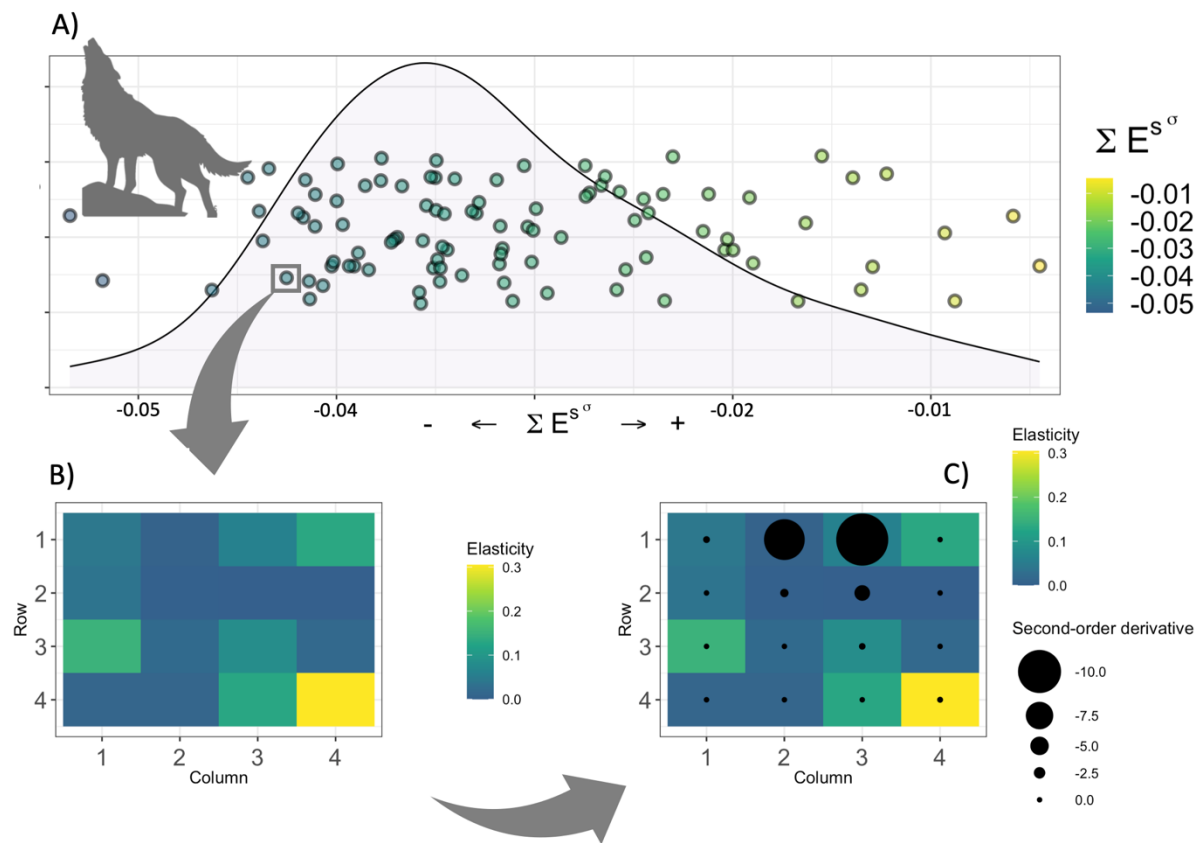 A)
Σ E^s^σ
-0.01
-0.02
-0.03
-0.04
-0.05
-0.05
-0.04
-0.02
-0.01
- ← Σ E^s^σ → +
B)
Row
1
2
3
4
1 2 3 4
Column
Elasticity
0.3
0.2
0.1
0.0
C)
Row
1
2
3
4
1 2 3 4
Column
Elasticity
0.3
0.2
0.1
0.0
Second-order derivative
-10.0
-7.5
-5.0
-2.5
0.0